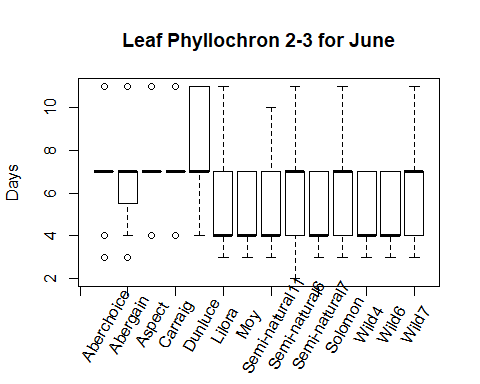 Leaf Phyllochron 2-3 for June
Days
10
8
6
4
2
Aberchoice
Abergain
Aspect
Carraig
Dunluce
Lilora
Moy
Semi-natural11
Semi-natural6
Semi-natural7
Solomon
Wild4
Wild6
Wild7